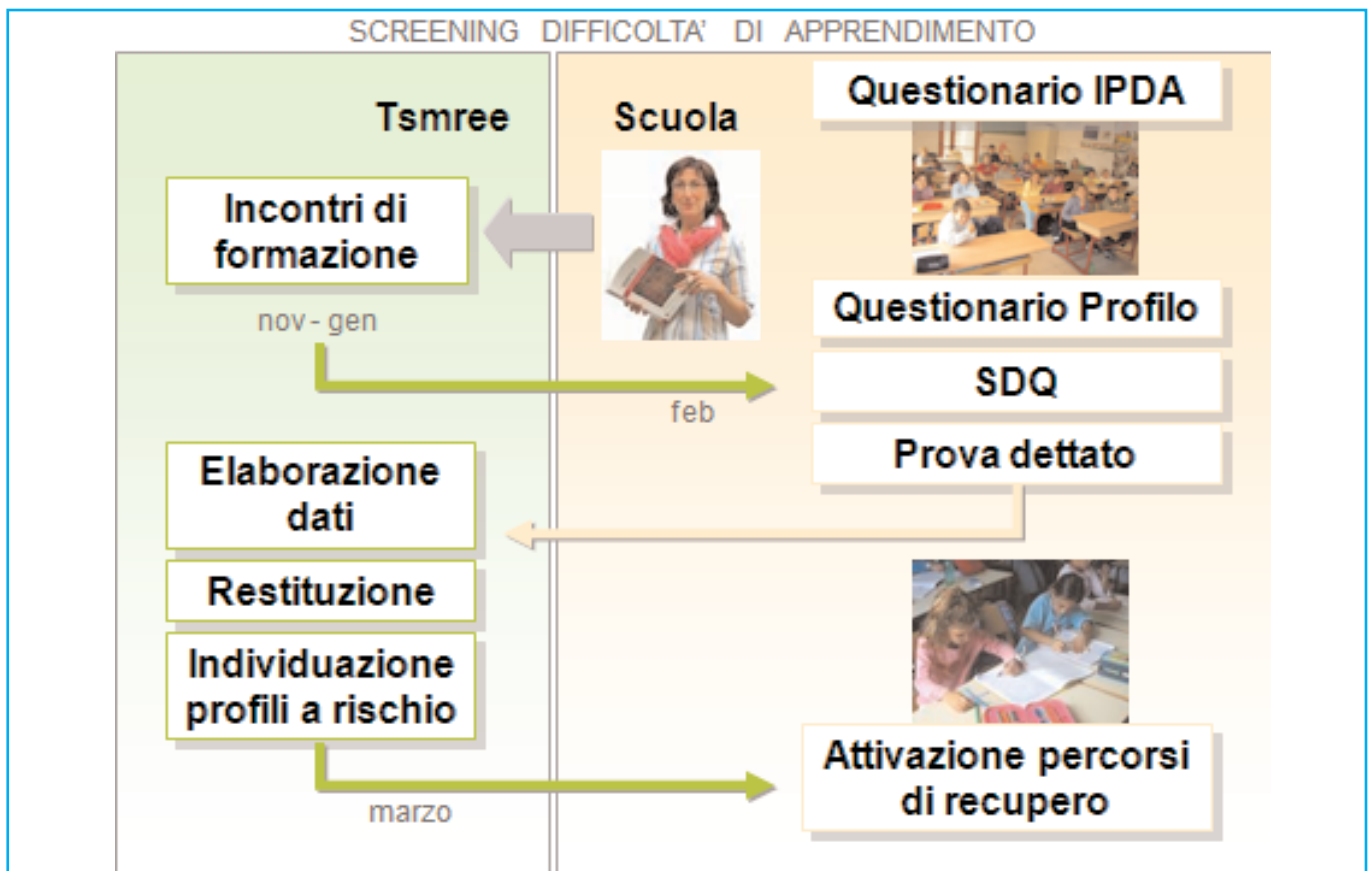 SCREENING DIFFICOLTA' DI APPRENDIMENTO
Tsmree
Scuola
Questionario IPDA
Incontri di
formazione
nov - gen
Questionario Profilo
SDQ
feb
Prova dettato
Elaborazione
dati
Restituzione
Individuazione
profili a rischio
marzo
Attivazione percorsi
di recupero